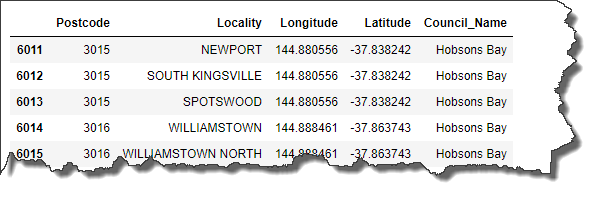 Postcode Locality Longitude Latitude Council_Name
6011 3015 NEWPORT 144.880556 -37.838242 Hobsons Bay
6012 3015 SOUTH KINGSVILLE 144.880556 -37.838242 Hobsons Bay
6013 3015 SPOTSWOOD 144.880556 -37.838242 Hobsons Bay
6014 3016 WILLIAMSTOWN 144.888461 -37.863743 Hobsons Bay
6015 3016 WILLIAMSTOWN NORTH 144.888461 -37.863743 Hobsons Bay